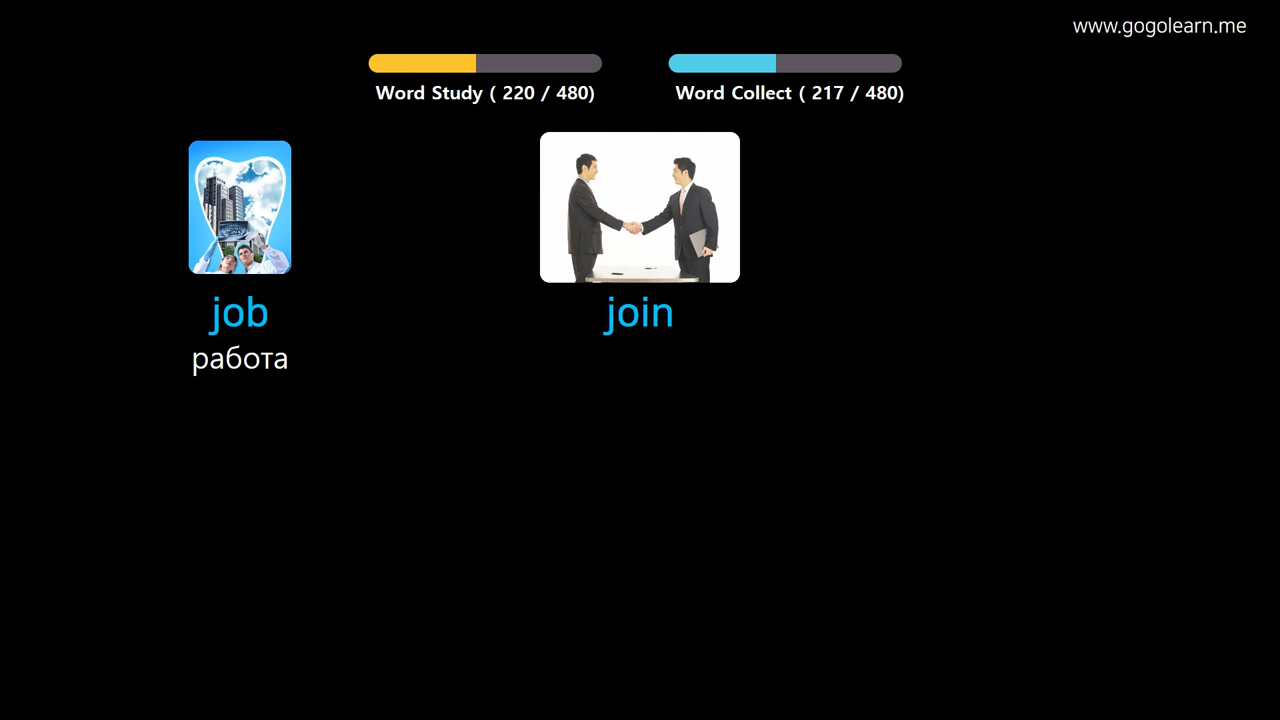 www.gogolearn.me
Word Study ( 220 / 480)
Word Collect ( 217 / 480)
job
join
работа